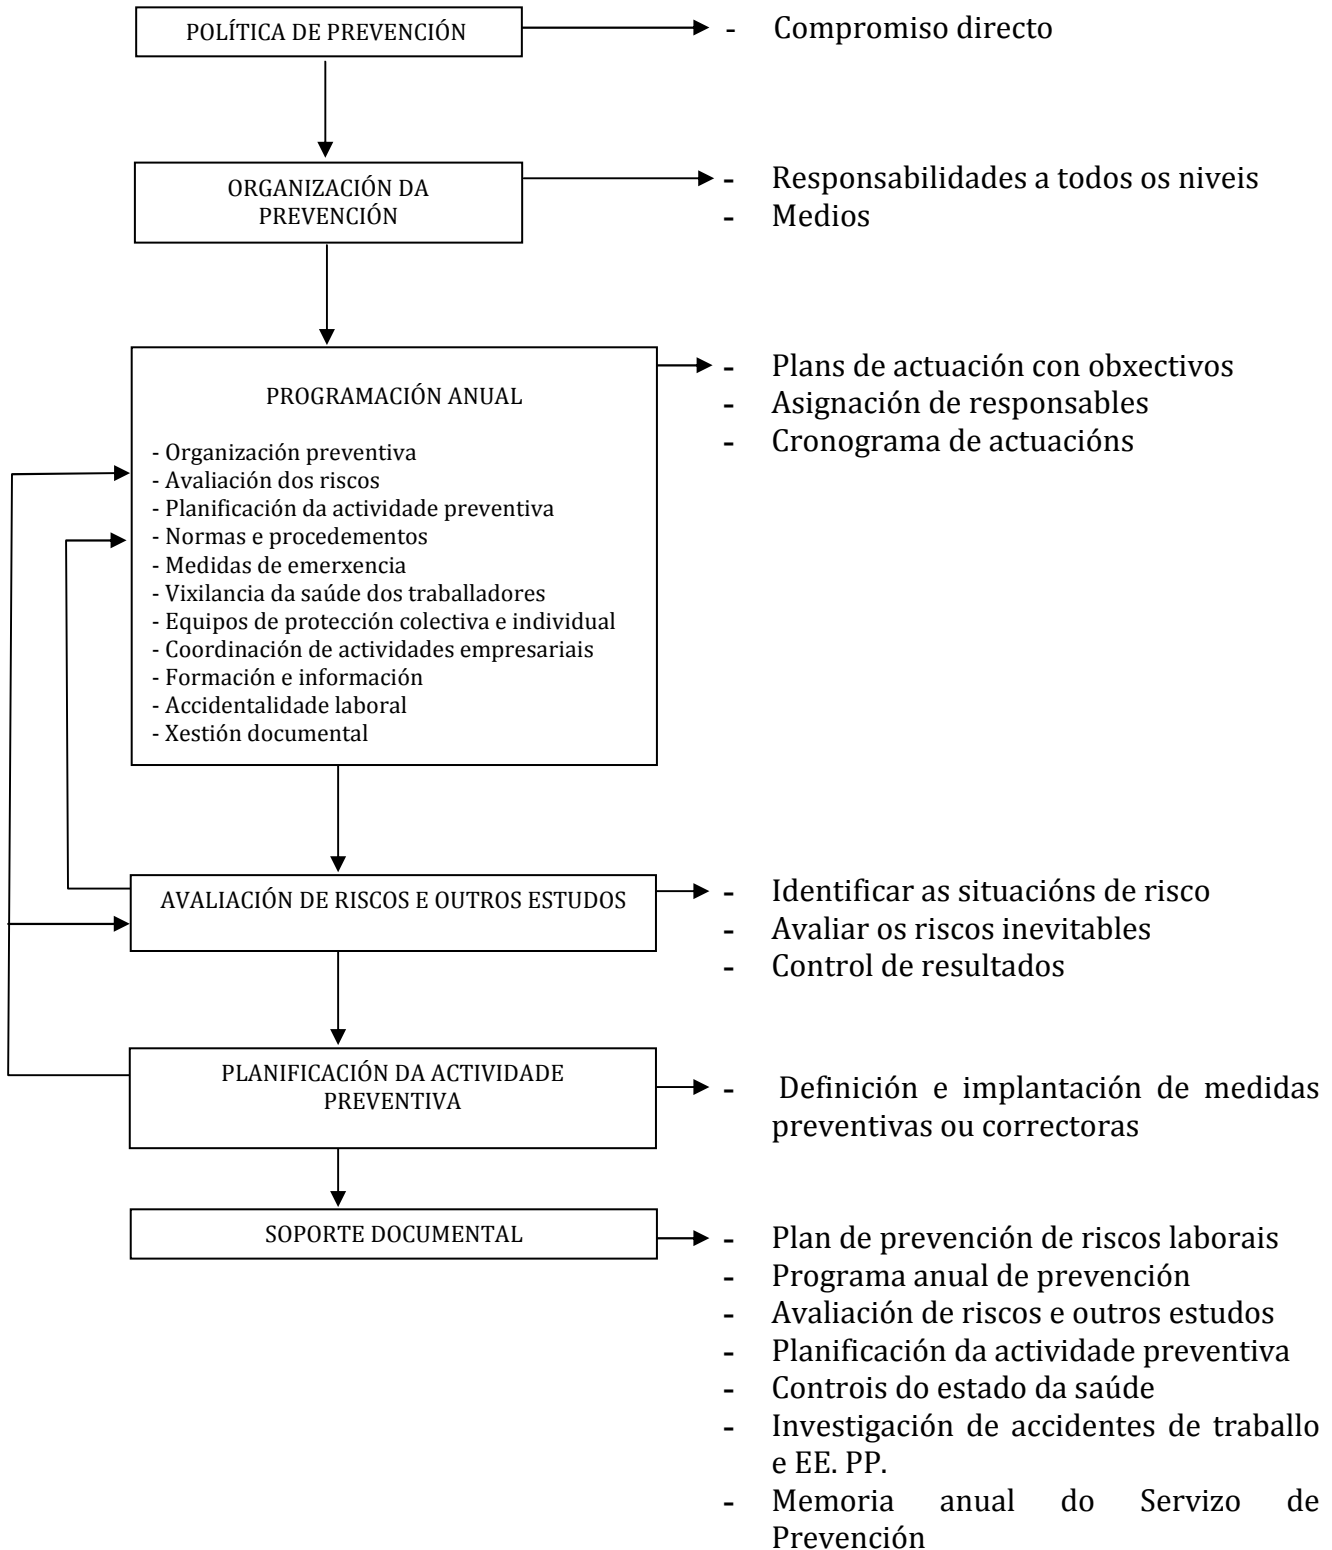 POLÍTICA DE PREVENCIÓN
- Compromiso directo
ORGANIZACIÓN DA
PREVENCIÓN
- Responsabilidades a todos os niveis
- Medios
PROGRAMACIÓN ANUAL
- Organización preventiva
- Avaliación dos riscos
- Planificación da actividade preventiva
- Normas e procedementos
- Medidas de emerxencia
- Vixilancia da saúde dos traballadores
- Equipos de protección colectiva e individual
- Coordinación de actividades empresariais
- Formación e información
- Accidentalidade laboral
- Xestión documental
- Plans de actuación con obxectivos
- Asignación de responsables
- Cronograma de actuacións
AVALIACIÓN DE RISCOS E OUTROS ESTUDOS
- Identificar as situacións de risco
- Avaliar os riscos inevitables
- Control de resultados
PLANIFICACIÓN DA ACTIVIDADE
PREVENTIVA
- Definición e implantación de medidas
preventivas ou correctoras
SOPORTE DOCUMENTAL
- Plan de prevención de riscos laborais
- Programa anual de prevención
- Avaliación de riscos e outros estudos
- Planificación da actividade preventiva
- Controis do estado da saúde
- Investigación de accidentes de traballo
e EE. PP.
- Memoria anual do Servizo de
Prevención